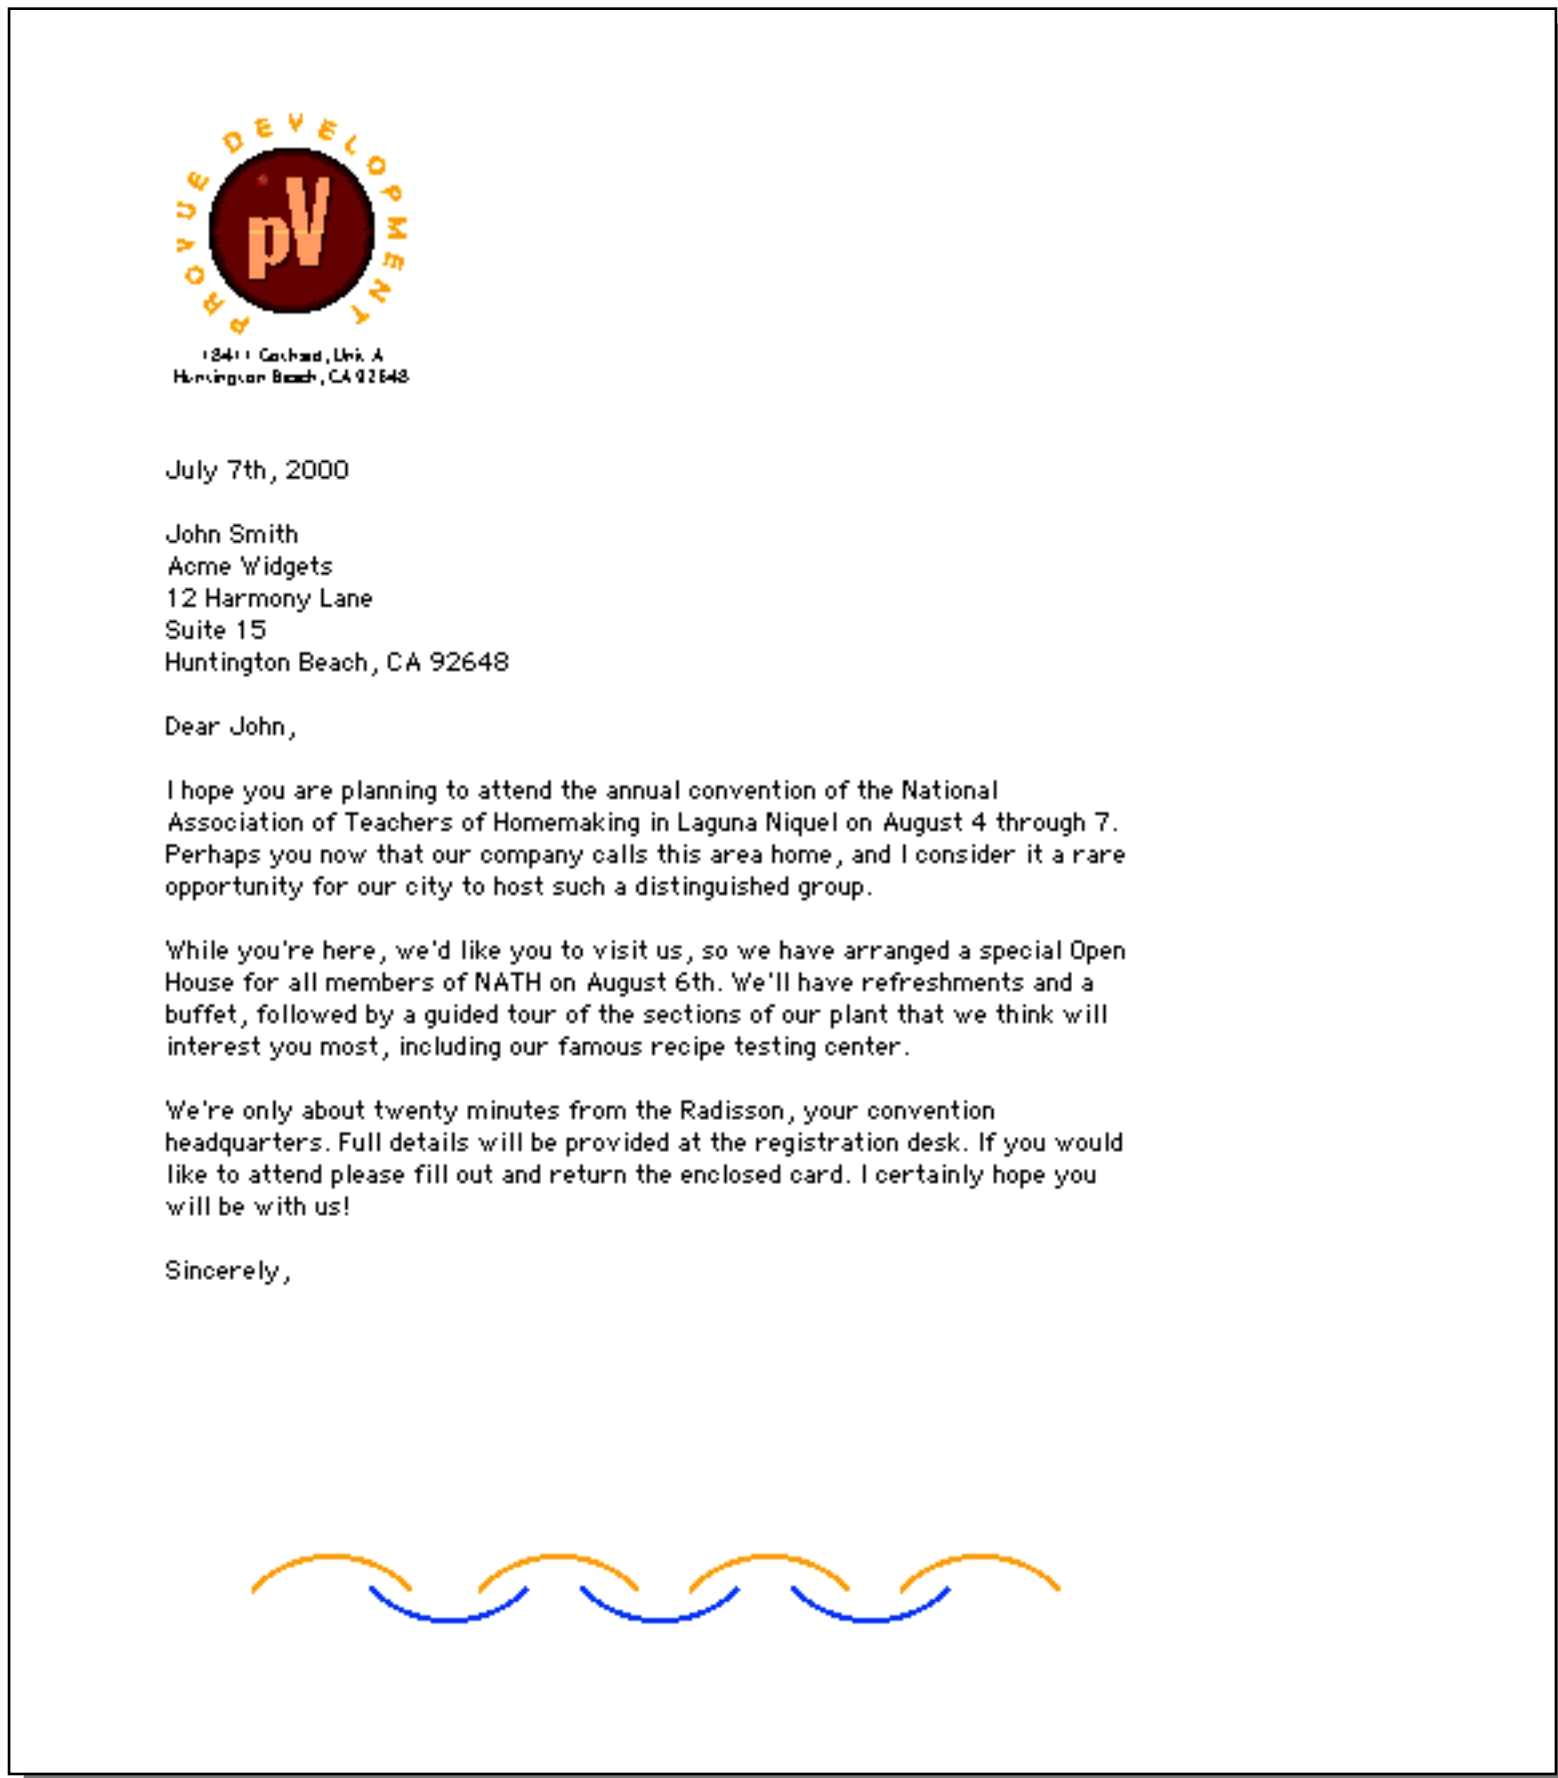 PROVUE DEVELOPMENT
pV
Huntington Beach, CA 92648
July 7th, 2000
John Smith
Acme Widgets
12 Harmony Lane
Suite 15
Huntington Beach, CA 92648
Dear John,
I hope you are planning to attend the annual convention of the National
Association of Teachers of Homemaking in Laguna Niquel on August 4 through 7.
Perhaps you now that our company calls this area home, and I consider it a rare
opportunity for our city to host such a distinguished group.
While you're here, we'd like you to visit us, so we have arranged a special Open
House for all members of NATH on August 6th. We'll have refreshments and a
buffet, followed by a guided tour of the sections of our plant that we think will
interest you most, including our famous recipe testing center.
We're only about twenty minutes from the Radisson, your convention
headquarters. Full details will be provided at the registration desk. If you would
like to attend please fill out and return the enclosed card. I certainly hope you
will be with us!
Sincerely,